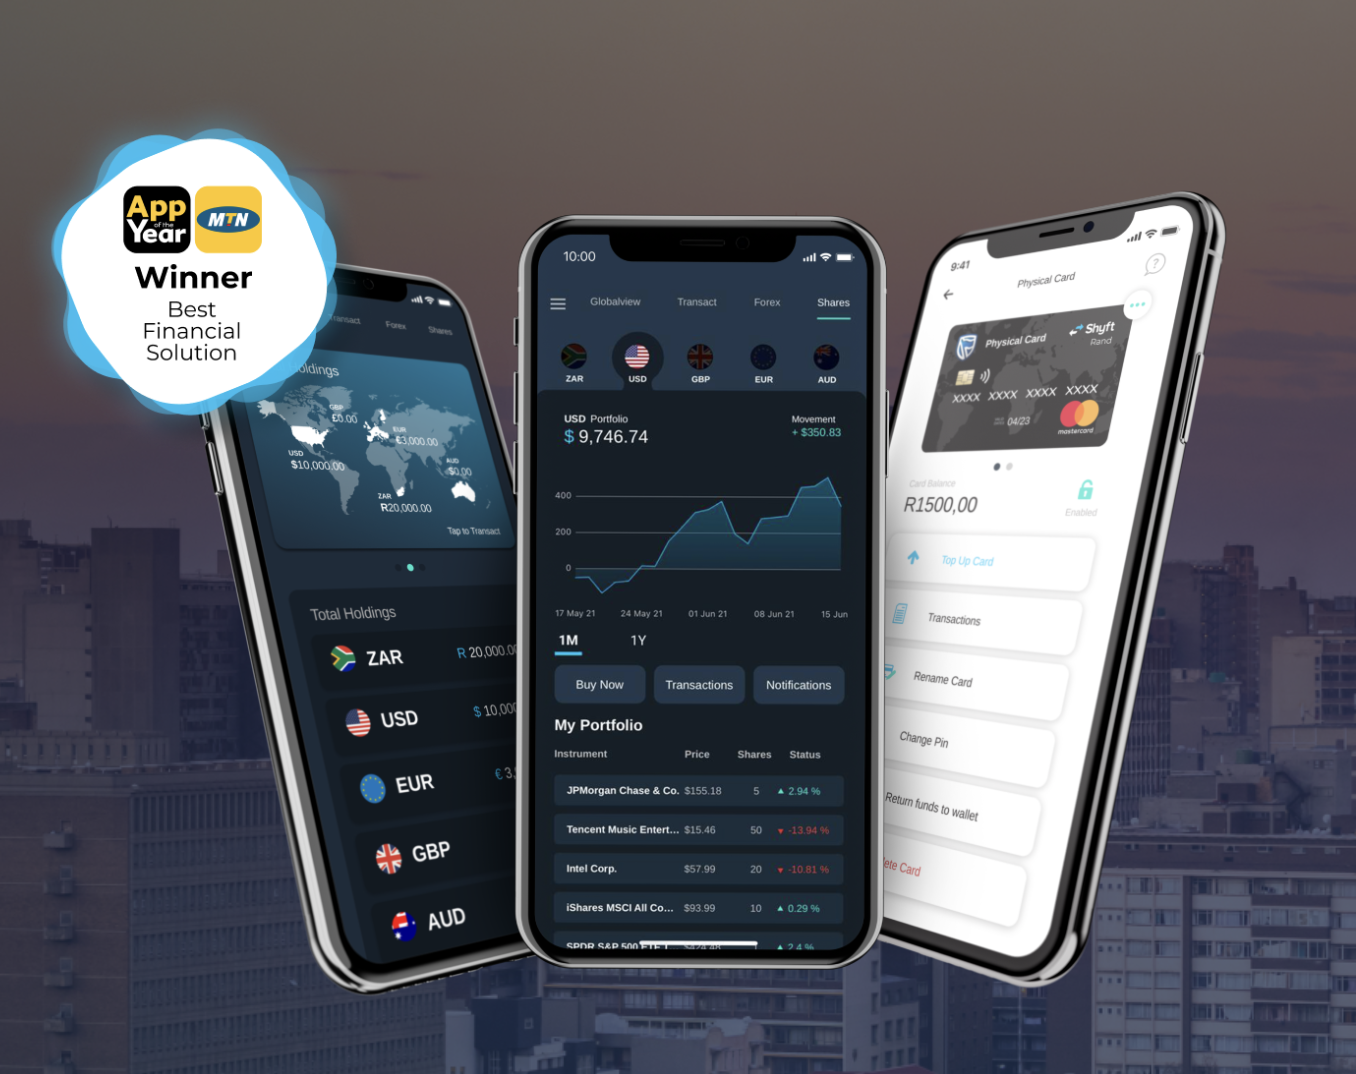 App
of the
Year
MTN
Winner
Best
Financial
Solution
Transact
Forex
Shares
GBP
£0.00
EUR
€3,000.00
USD
$10,000.00
AUD
$0.00
ZAR
R20,000.00
Tap to Transact
Total Holdings
ZAR
R 20,000.00
USD
$ 10,000
EUR
€ 3,
GBP
AUD
10:00
Globalview
Transact
Forex
Shares
ZAR
USD
GBP
EUR
AUD
USD Portfolio
$ 9,746.74
Movement
+ $350.83
400
200
0
17 May 21
24 May 21
01 Jun 21
08 Jun 21
15 Jun
1M
1Y
Buy Now
Transactions
Notifications
My Portfolio
Instrument Price Shares Status
JPMorgan Chase & Co. $155.18 5 ▲ 2.94 %
Tencent Music Entert... $15.46 50 ▼ -13.94 %
Intel Corp. $57.99 20 ▼ -10.81 %
iShares MSCI All Co... $93.99 10 ▲ 0.29 %
SPDR S&P 500 ETF T $424.48 1 ▲ 2.4 %
9:41
Physical Card
?
Physical Card
Shyft
Rand
XXXX XXXX XXXX XXXX
04/23
mastercard
Card Balance
R1500,00
Enabled
Top Up Card
Transactions
Rename Card
Change Pin
Return funds to wallet
ete Card